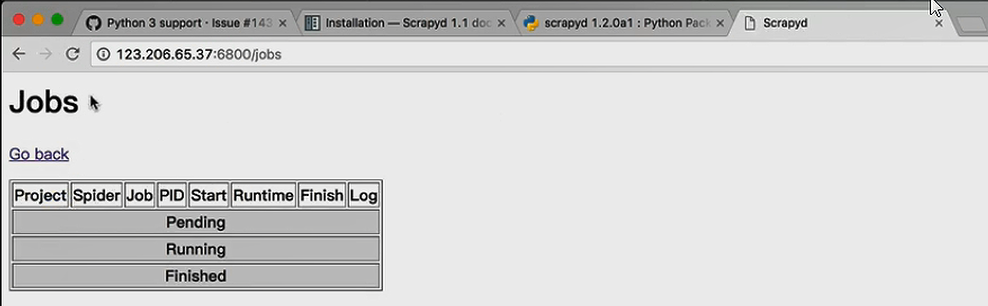 Python 3 support · Issue #143
Installation — Scrapyd 1.1 doc
scrapyd 1.2.0a1 : Python Pack
Scrapyd
123.206.65.37:6800/jobs
Jobs
Go back
Project Spider Job PID Start Runtime Finish Log
Pending
Running
Finished